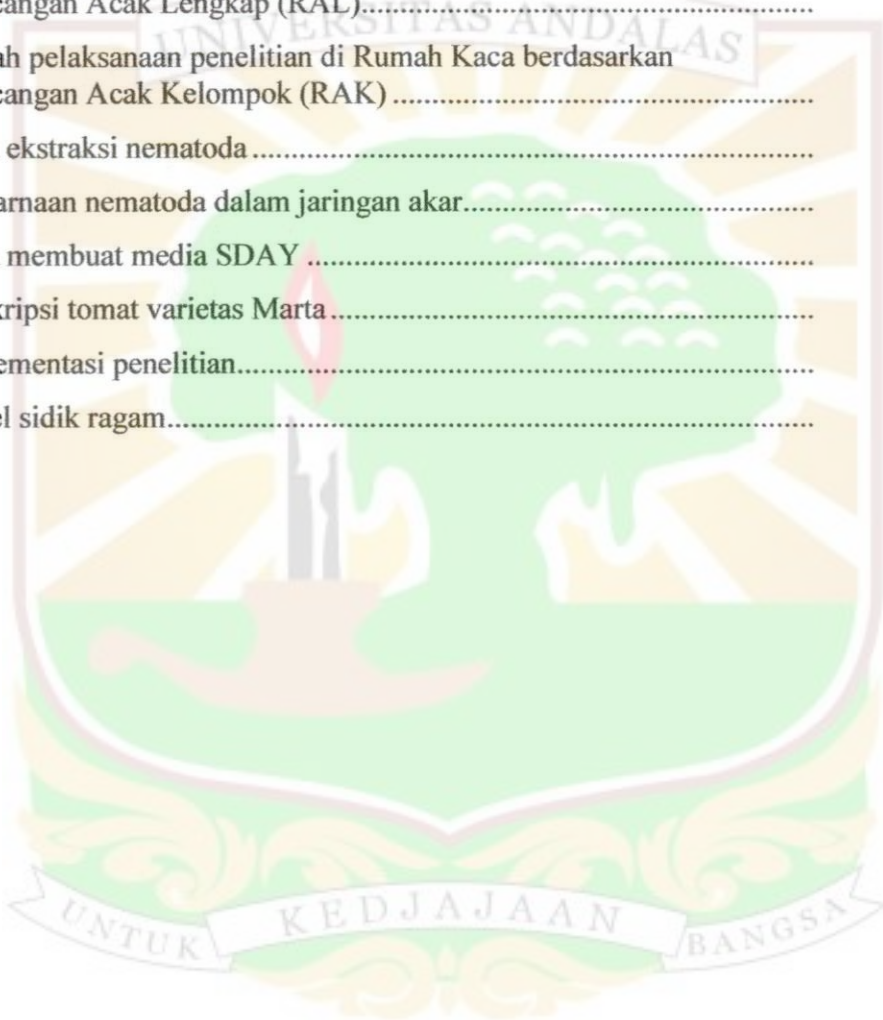 cangan Acak Lengkap (RAL)..........................................................................
UNIVERSITAS ANDALAS
ah pelaksanaan penelitian di Rumah Kaca berdasarkan
cangan Acak Kelompok (RAK)......................................................................
ekstraksi nematoda..............................................................................................
arnaan nematoda dalam jaringan akar..........................................................
membuat media SDAY....................................................................................
kripsi tomat varietas Marta.................................................................................
ementasi penelitian................................................................................................
el sidik ragam............................................................................................................
UNTUK KEDJAJAAN BANGSA